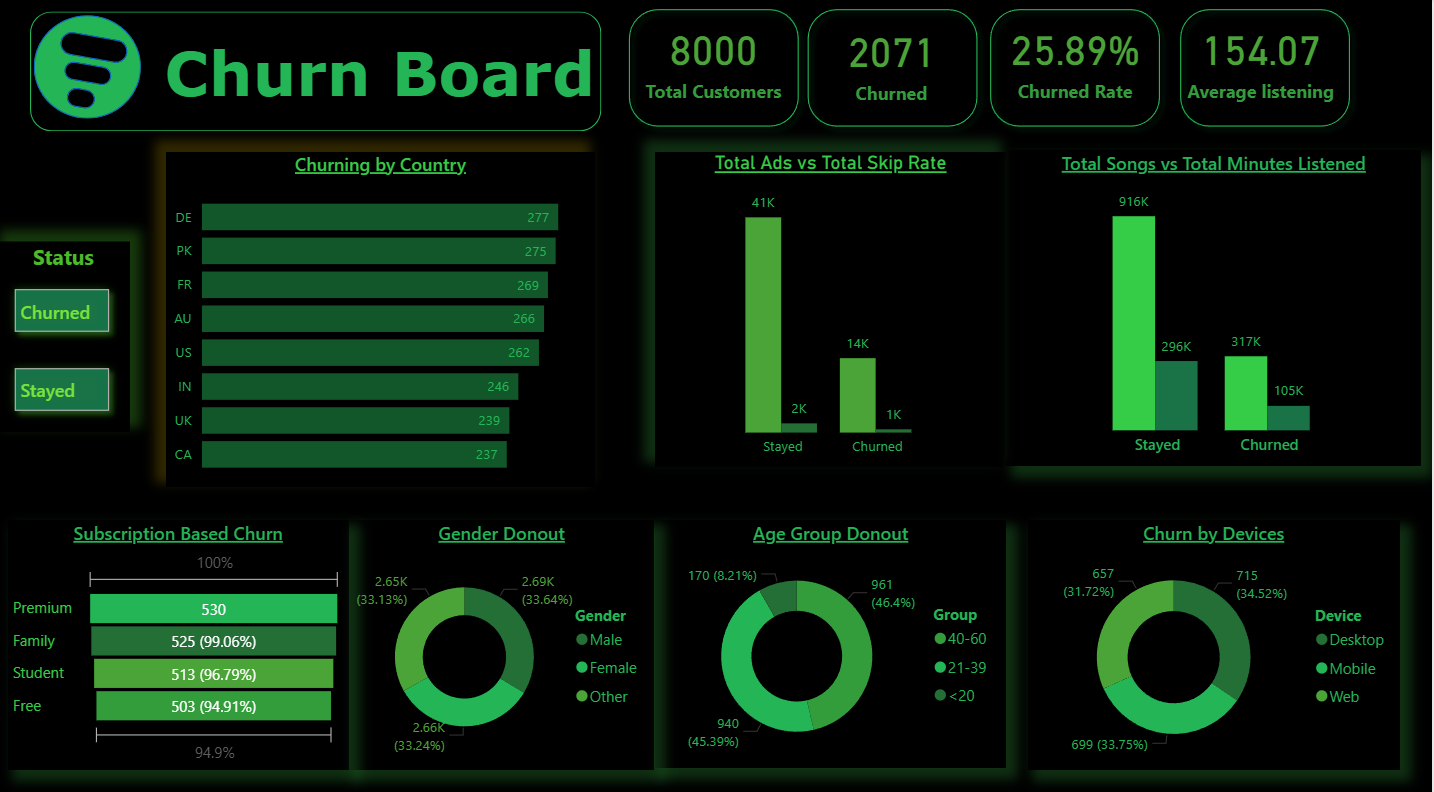 Churn Board
8000
Total Customers
2071
Churned
25.89%
Churned Rate
154.07
Average listening
Status
Churned
Stayed
Churning by Country
DE 277
PK 275
FR 269
AU 266
US 262
IN 246
UK 239
CA 237
Total Ads vs Total Skip Rate
41K
2K
14K
1K
Stayed
Churned
Total Songs vs Total Minutes Listened
916K
296K
317K
105K
Stayed
Churned
Subscription Based Churn
100%
Premium 530
Family 525 (99.06%)
Student 513 (96.79%)
Free 503 (94.91%)
94.9%
Gender Donout
2.65K
(33.13%)
2.69K
(33.64%)
2.66K
(33.24%)
Gender
Male
Female
Other
Age Group Donout
170 (8.21%)
961
(46.4%)
940
(45.39%)
Group
40-60
21-39
<20
Churn by Devices
657
(31.72%)
715
(34.52%)
699 (33.75%)
Device
Desktop
Mobile
Web